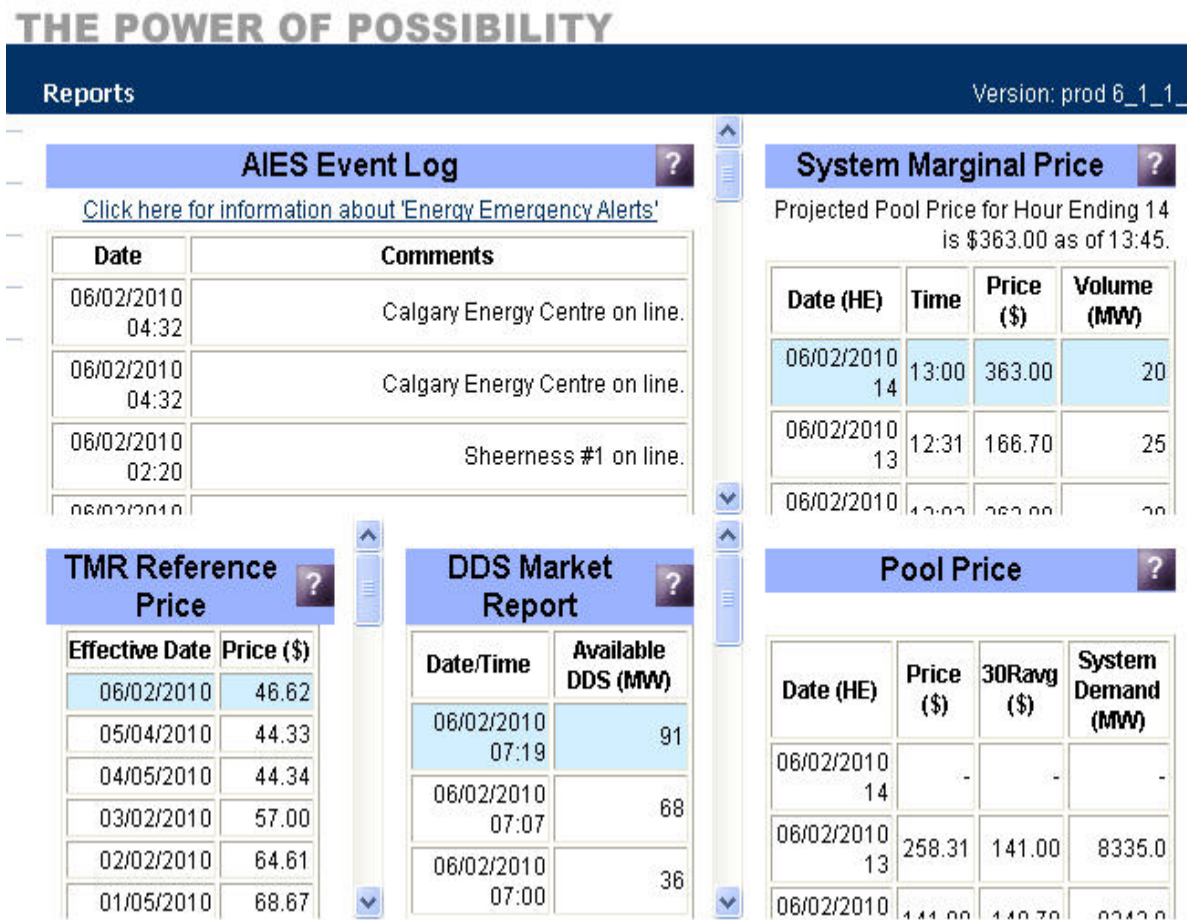 THE POWER OF POSSIBILITY
Reports
Version: prod 6_1_1_
AIES Event Log ?
Click here for information about 'Energy Emergency Alerts'
Date Comments
06/02/2010
04:32
Calgary Energy Centre on line.
06/02/2010
04:32
Calgary Energy Centre on line.
06/02/2010
02:20
Sheerness #1 on line.
06/02/2010
System Marginal Price ?
Projected Pool Price for Hour Ending 14
is $363.00 as of 13:45.
Date (HE) Time Price ($) Volume (MW)
06/02/2010
14
13:00 363.00 20
06/02/2010
13
12:31 166.70 25
06/02/2010
TMR Reference
Price ?
Effective Date Price ($)
06/02/2010 46.62
05/04/2010 44.33
04/05/2010 44.34
03/02/2010 57.00
02/02/2010 64.61
01/05/2010 68.67
DDS Market
Report ?
Date/Time Available DDS (MW)
06/02/2010
07:19
91
06/02/2010
07:07
68
06/02/2010
07:00
36
Pool Price ?
Date (HE) Price ($) 30Ravg ($) System Demand (MW)
06/02/2010
14
- - -
06/02/2010
13
258.31 141.00 8335.0
06/02/2010